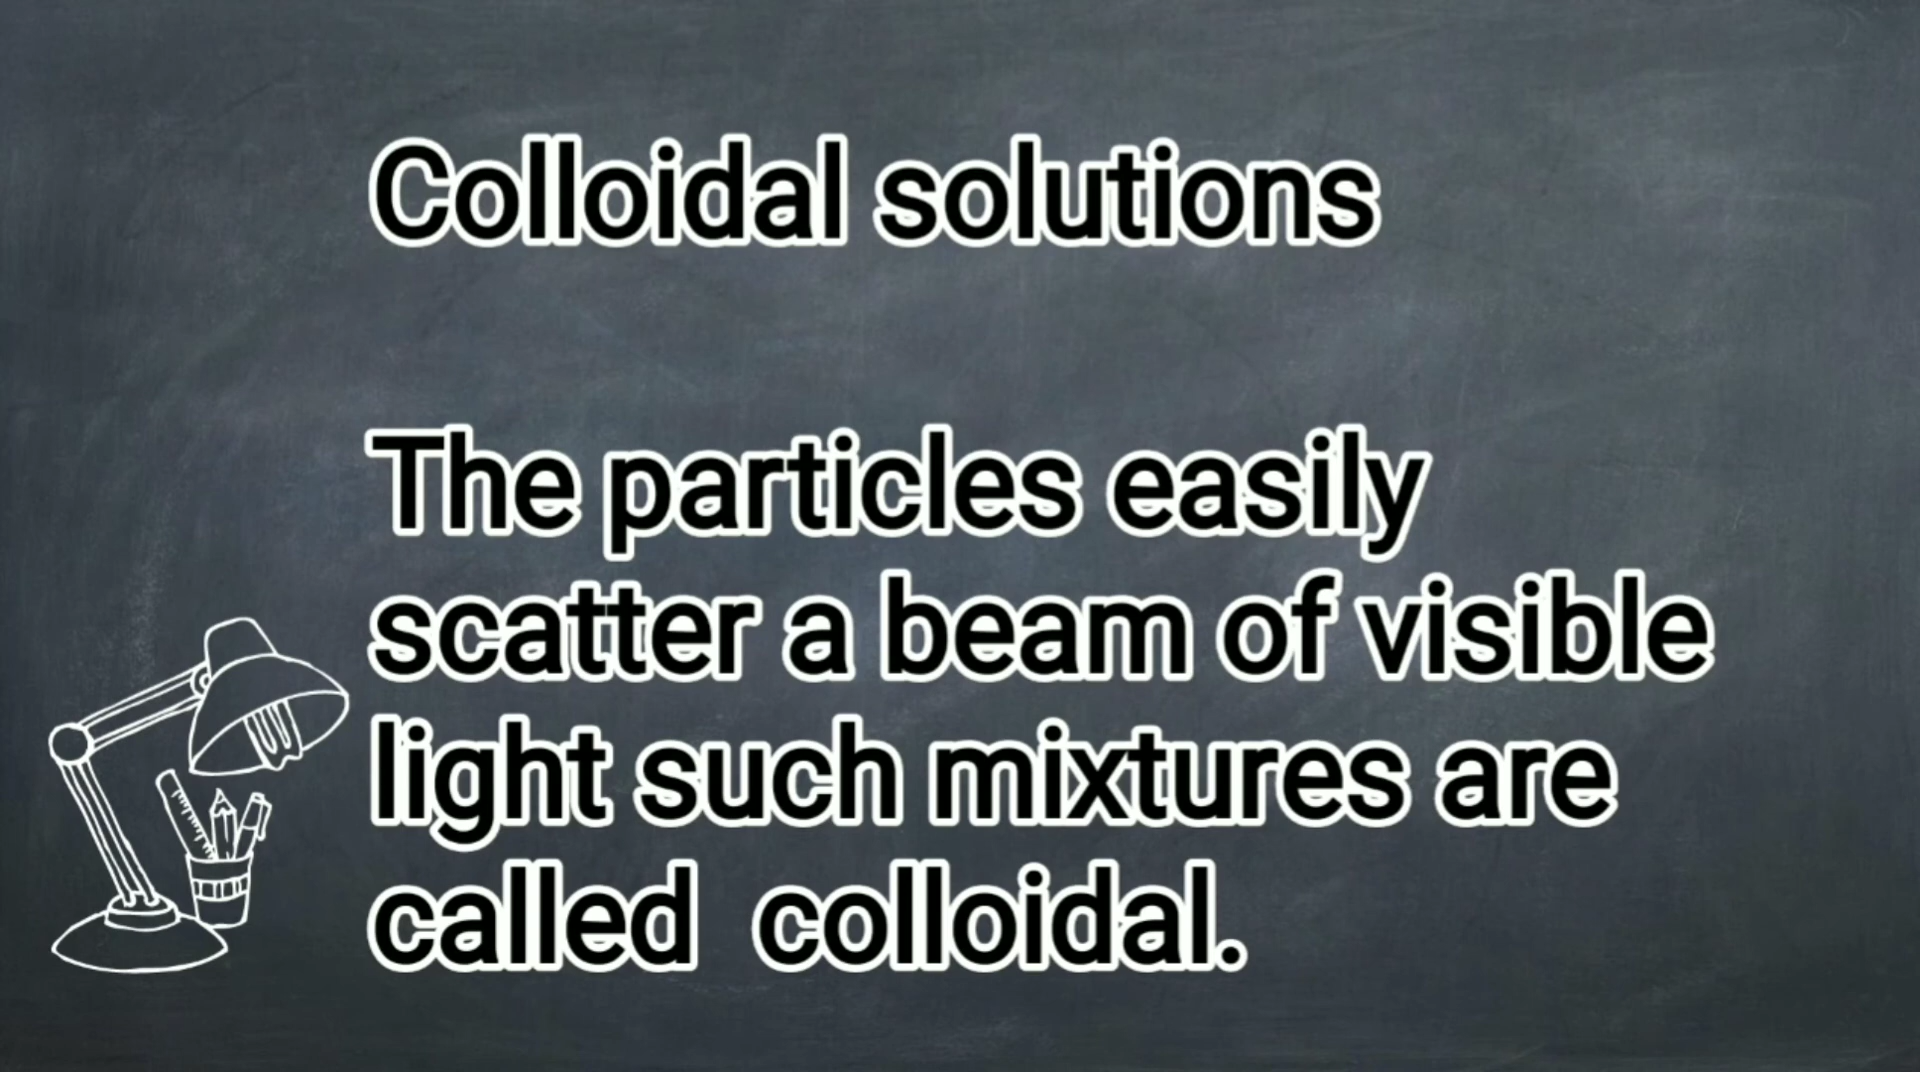 Colloidal solutions
The particles easily
scatter a beam of visible
light such mixtures are
called colloidal.